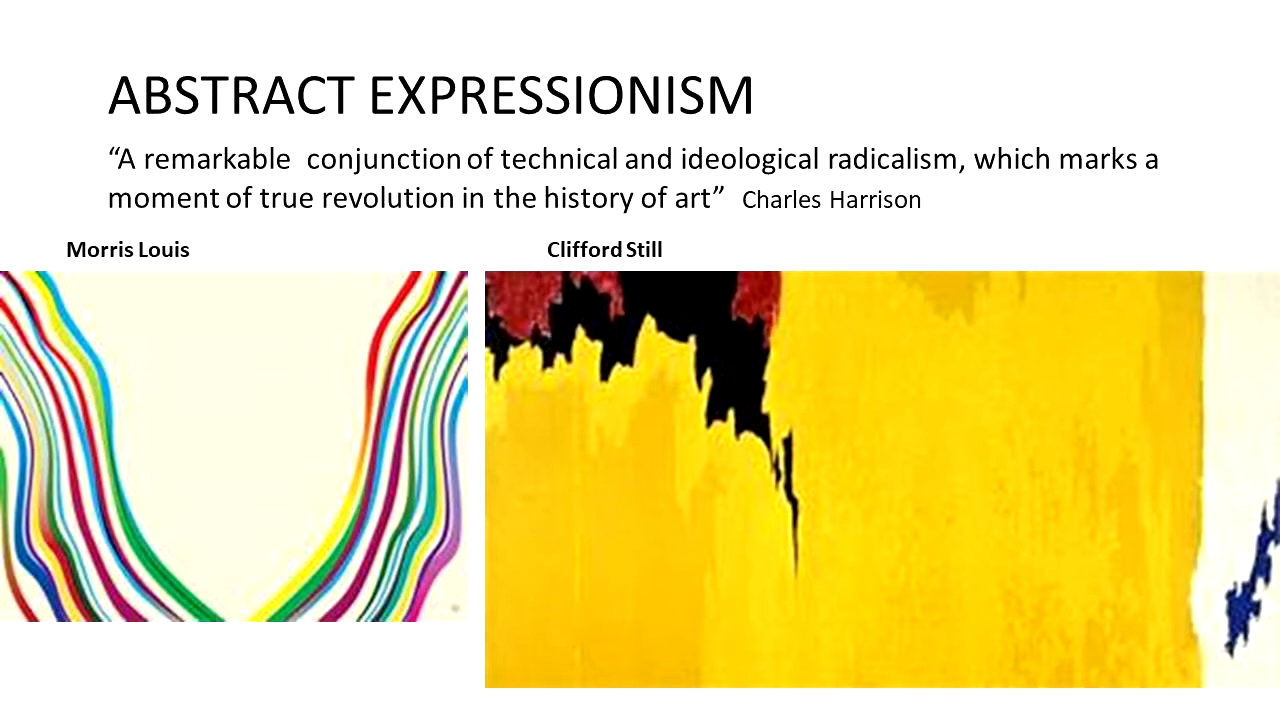 ABSTRACT EXPRESSIONISM
“A remarkable  conjunction of technical and ideological radicalism, which marks a
moment of true revolution in the history of art”  Charles Harrison
Morris Louis
Clifford Still